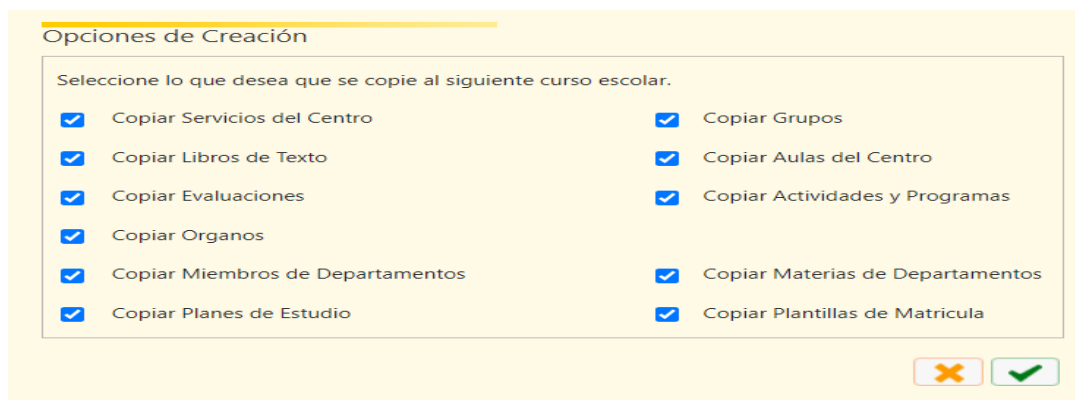 Opciones de Creación
Seleccione lo que desea que se copie al siguiente curso escolar.
Copiar Servicios del Centro
Copiar Grupos
Copiar Libros de Texto
Copiar Aulas del Centro
Copiar Evaluaciones
Copiar Actividades y Programas
Copiar Organos
Copiar Miembros de Departamentos
Copiar Materias de Departamentos
Copiar Planes de Estudio
Copiar Plantillas de Matricula